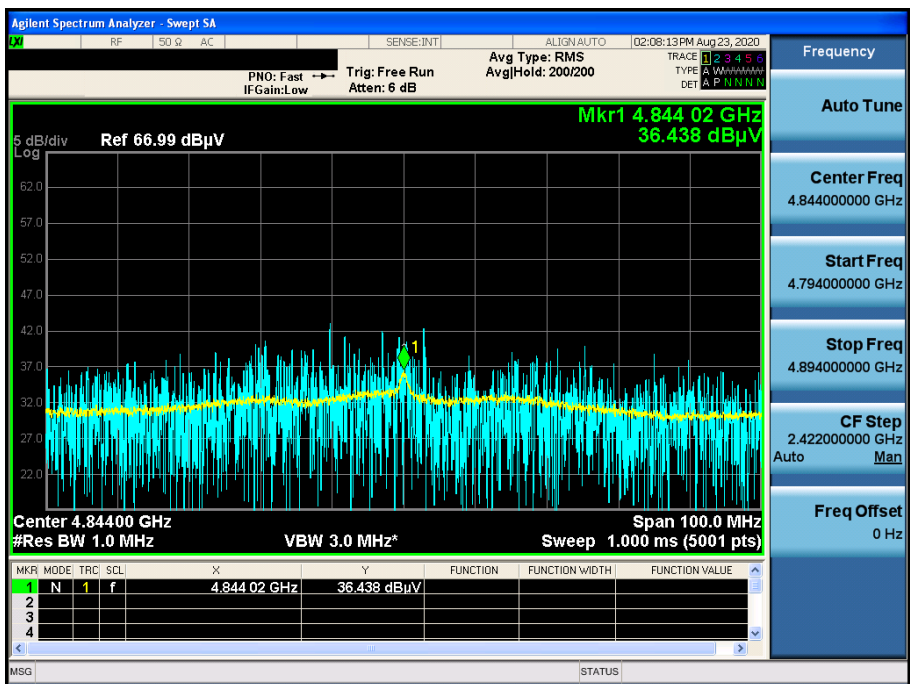 Agilent Spectrum Analyzer - Swept SA
LXI RF 50 Ω AC SENSE:INT ALIGN AUTO 02:08:13 PM Aug 23, 2020
Frequency
PNO: Fast
IFGain:Low
Trig: Free Run
Atten: 6 dB
Avg Type: RMS
Avg|Hold: 200/200
TRACE 1 2 3 4 5 6
TYPE A
DET A P N N N N
Auto Tune
Mkr1 4.844 02 GHz
36.438 dBµV
5 dB/div
Log
Ref 66.99 dBµV
62.0
57.0
52.0
47.0
42.0
37.0
32.0
27.0
22.0
1
Center 4.84400 GHz
#Res BW 1.0 MHz
VBW 3.0 MHz*
Span 100.0 MHz
Sweep 1.000 ms (5001 pts)
Center Freq
4.844000000 GHz
Start Freq
4.794000000 GHz
Stop Freq
4.894000000 GHz
CF Step
2.422000000 GHz
Auto Man
Freq Offset
0 Hz
MKR MODE TRC SCL X Y FUNCTION FUNCTION WIDTH FUNCTION VALUE
1 N 1 f 4.844 02 GHz 36.438 dBµV
2
3
4
MSG STATUS